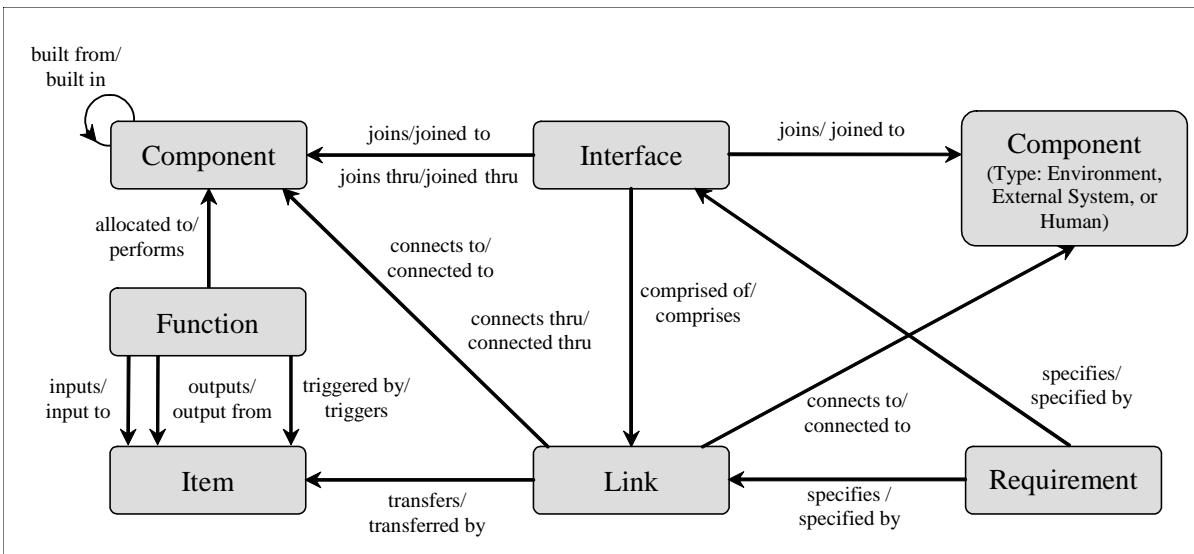 built from/
built in
Component
joins/joined to
joins thru/joined thru
Interface
joins/ joined to
Component
(Type: Environment,
External System, or
Human)
allocated to/
performs
connects to/
connected to
connects thru/
connected thru
comprised of/
comprises
Function
inputs/
input to
outputs/
output from
triggered by/
triggers
connects to/
connected to
specifies/
specified by
Item
transfers/
transferred by
Link
specifies /
specified by
Requirement